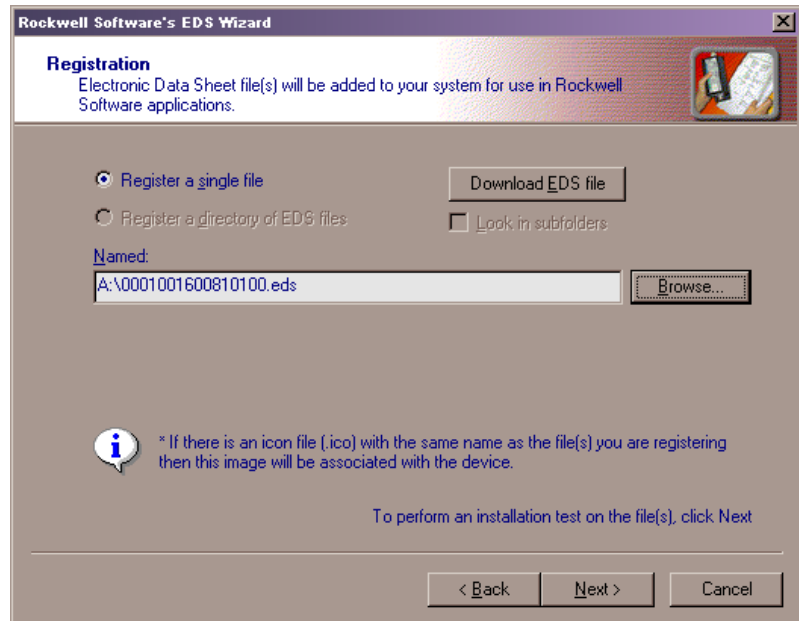 Rockwell Software's EDS Wizard
Registration
Electronic Data Sheet file(s) will be added to your system for use in Rockwell
Software applications.
Register a single file
Download EDS file
Register a directory of EDS files
Look in subfolders
Named:
A:\0001001600810100.eds
Browse...
* If there is an icon file (.ico) with the same name as the file(s) you are registering
then this image will be associated with the device.
To perform an installation test on the file(s), click Next
< Back
Next >
Cancel